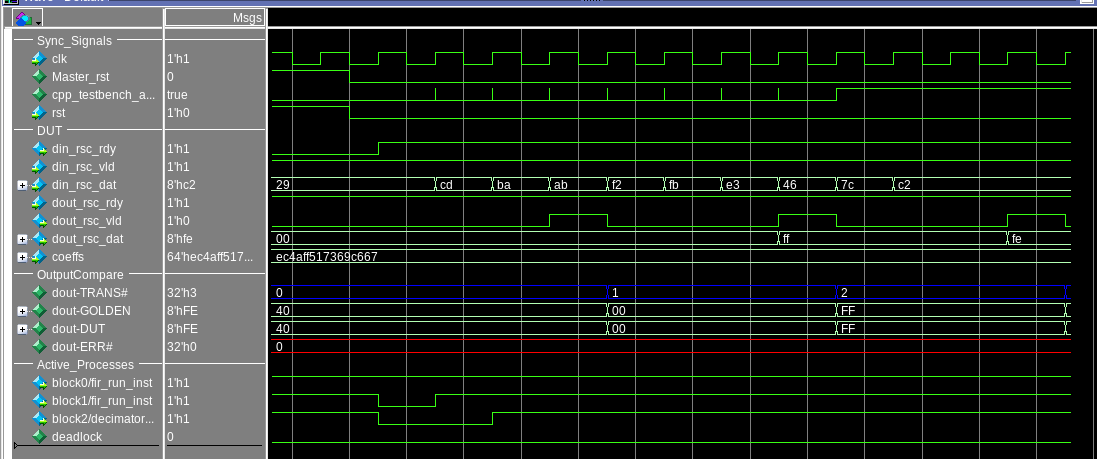 Msgs
Sync_Signals
clk 1'h1
Master_rst 0
cpp_testbench_a... true
rst 1'h0
DUT
din_rsc_rdy 1'h1
din_rsc_vld 1'h1
din_rsc_dat 8'hc2 29 cd ba ab f2 fb e3 46 7c c2
dout_rsc_rdy 1'h1
dout_rsc_vld 1'h0
dout_rsc_dat 8'hfe 00 ff fe
coeffs 64'hec4aff517... ec4aff517369c667
OutputCompare
dout-TRANS# 32'h3 0 1 2
dout-GOLDEN 8'hFE 40 00 FF
dout-DUT 8'hFE 40 00 FF
dout-ERR# 32'h0 0
Active_Processes
block0/fir_run_inst 1'h1
block1/fir_run_inst 1'h1
block2/decimator... 1'h1
deadlock 0